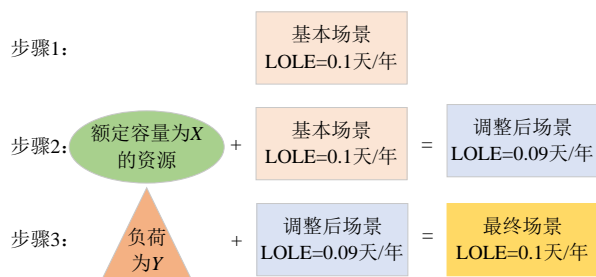 步骤1：
基本场景
LOLE=0.1天/年
步骤2：
额定容量为X
的资源
+
基本场景
LOLE=0.1天/年
=
调整后场景
LOLE=0.09天/年
步骤3：
负荷
为Y
+
调整后场景
LOLE=0.09天/年
=
最终场景
LOLE=0.1天/年